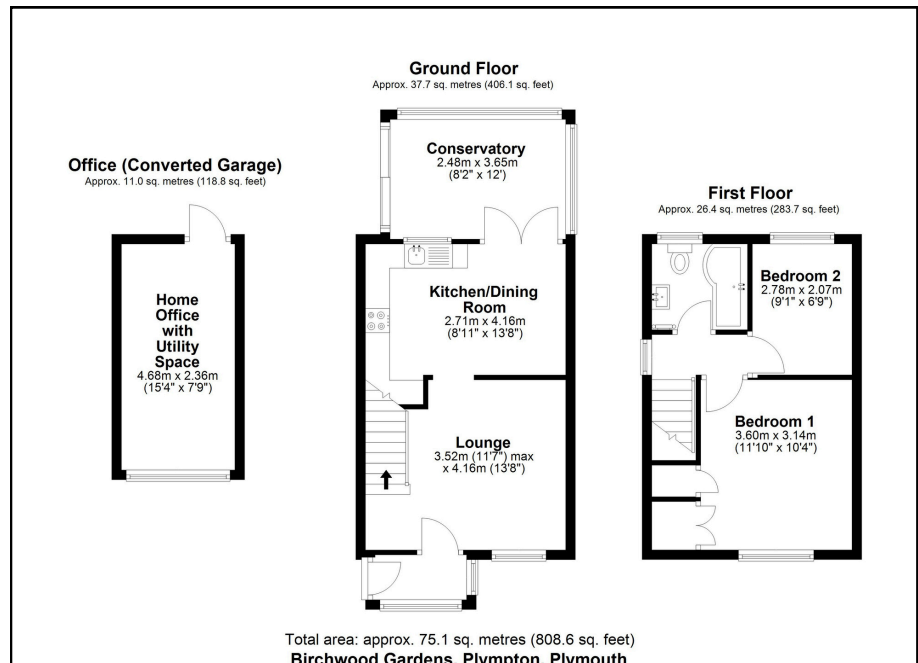 Ground Floor
Approx. 37.7 sq. metres (406.1 sq. feet)
Conservatory
2.48m x 3.65m
(8'2" x 12')
Office (Converted Garage)
Approx. 11.0 sq. metres (118.8 sq. feet)
Home
Office
with
Utility
Space
4.68m x 2.36m
(15'4" x 7'9")
Kitchen/Dining
Room
2.71m x 4.16m
(8'11" x 13'8")
Lounge
3.52m (11'7") max
x 4.16m (13'8")
First Floor
Approx. 26.4 sq. metres (283.7 sq. feet)
Bedroom 2
2.78m x 2.07m
(9'1" x 6'9")
Bedroom 1
3.60m x 3.14m
(11'10" x 10'4")
Total area: approx. 75.1 sq. metres (808.6 sq. feet)
Birchwood Gardens, Plympton, Plymouth